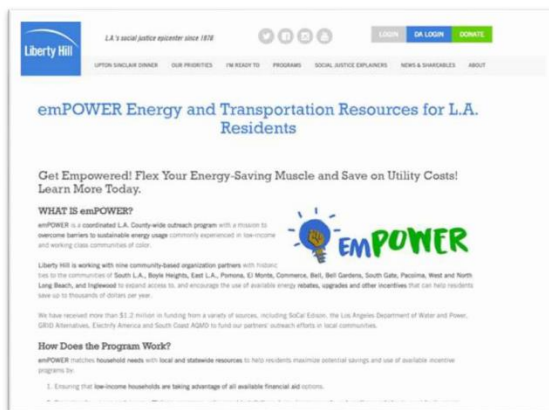 Liberty Hill
L.A.'s social justice epicenter since 1976
LOGIN
DA LOGIN
DONATE
UPTON SINCLAIR DINNER OUR PRIORITIES I'M READY TO PROGRAMS SOCIAL JUSTICE EXPLAINERS NEWS & SHAREABLES ABOUT
emPOWER Energy and Transportation Resources for L.A.
Residents
Get Empowered! Flex Your Energy-Saving Muscle and Save on Utility Costs!
Learn More Today.
WHAT IS emPOWER?
emPOWER is a coordinated L.A. County-wide outreach program with a mission to
overcome barriers to sustainable energy usage commonly experienced in low-income
and working class communities of color.
EMPOWER
Liberty Hill is working with nine community-based organization partners with historic
ties to the communities of South L.A., Boyle Heights, East L.A., Pomona, El Monte, Commerce, Bell, Bell Gardens, South Gate, Pacoima, West and North
Long Beach, and Inglewood to expand access to, and encourage the use of available energy rebates, upgrades and other incentives that can help residents
save up to thousands of dollars per year.
We have received more than $1.2 million in funding from a variety of sources, including SoCal Edison, the Los Angeles Department of Water and Power,
GRID Alternatives, Electrify America and South Coast AQMD to fund our partners' outreach efforts in local communities.
How Does the Program Work?
emPOWER matches household needs with local and statewide resources to help residents maximize potential savings and use of available incentive
programs by:
1. Ensuring that low-income households are taking advantage of all available financial aid options.